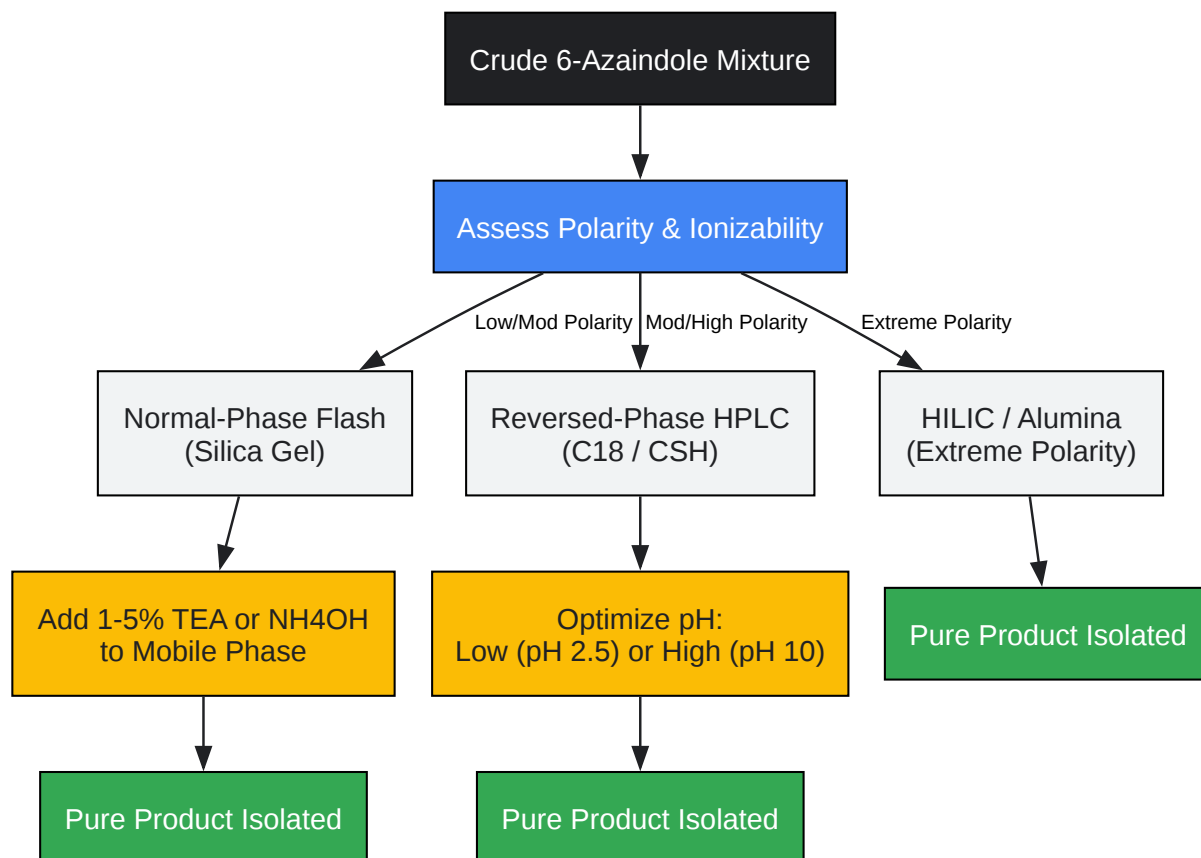 Crude 6-Azaindole Mixture
Assess Polarity & Ionizability
Low/Mod Polarity
Mod/High Polarity
Extreme Polarity
Normal-Phase Flash
(Silica Gel)
Reversed-Phase HPLC
(C18 / CSH)
HILIC / Alumina
(Extreme Polarity)
Add 1-5% TEA or NH4OH
to Mobile Phase
Optimize pH:
Low (pH 2.5) or High (pH 10)
Pure Product Isolated
Pure Product Isolated
Pure Product Isolated